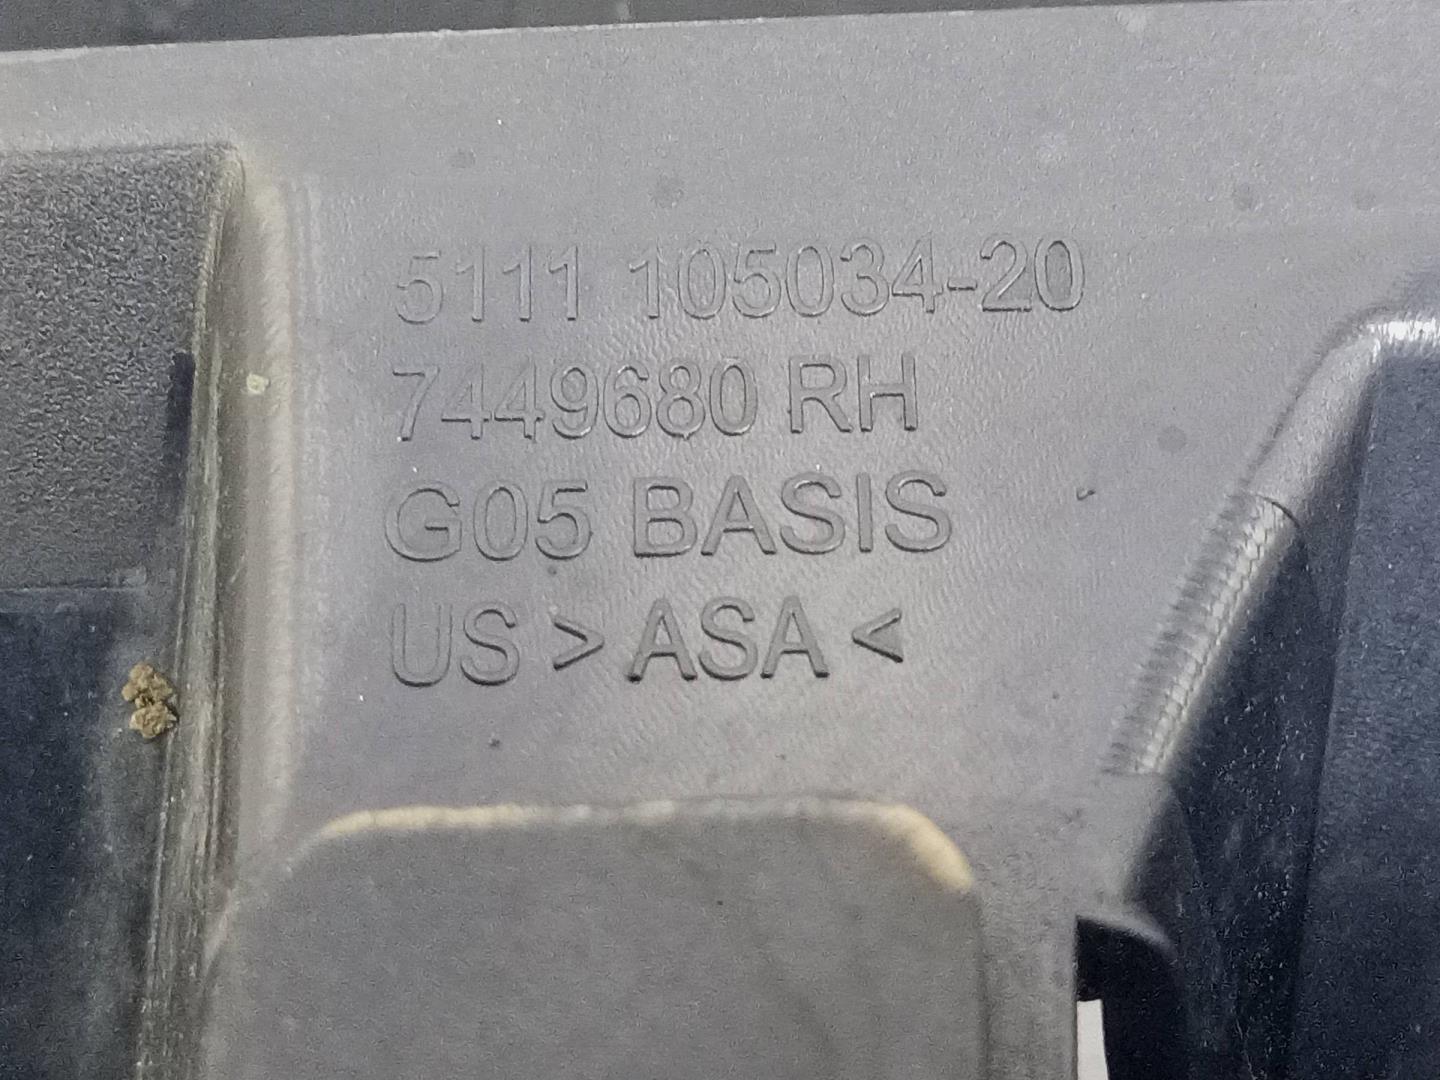 5111 105034-20
7449680 RH
G05 BASIS
US >ASA<